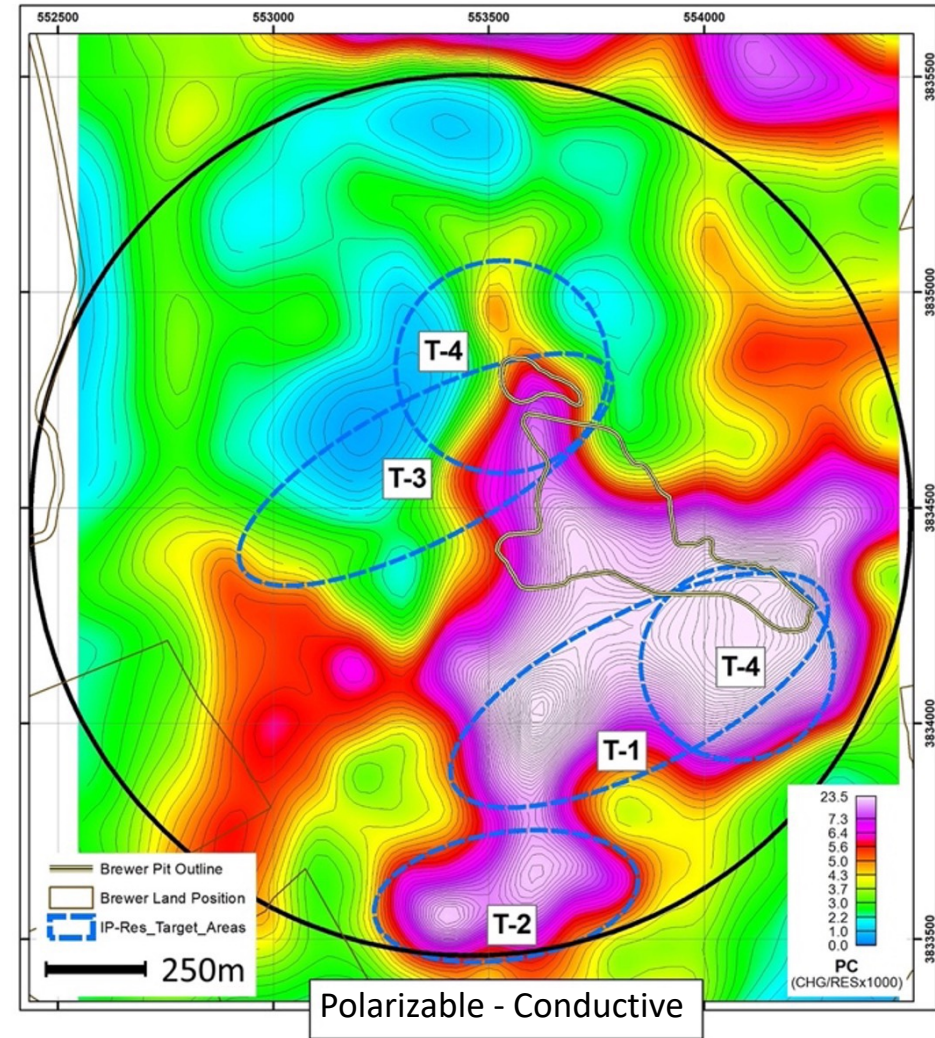 552500
553000
553500
554000
3835500
3835000
3834500
3834000
3833500
T-4
T-3
T-4
T-1
T-2
Brewer Pit Outline
Brewer Land Position
IP-Res_Target_Areas
250m
23.5
7.3
6.4
5.6
5.0
4.3
3.7
3.0
2.2
1.0
0.0
PC
(CHG/RESx1000)
Polarizable - Conductive